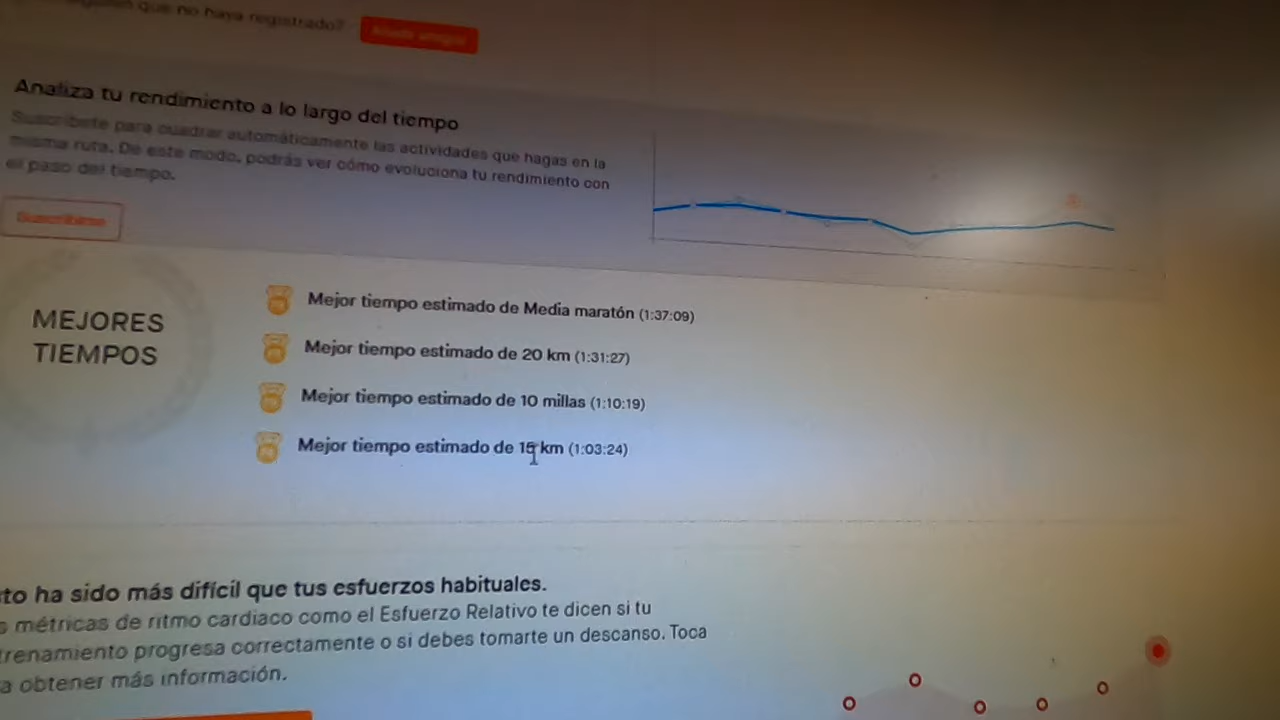 que no haya registrado?
Analiza tu rendimiento a lo largo del tiempo
Suscríbete para cuadrar automáticamente las actividades que hagas en la
misma ruta. De este modo, podrás ver cómo evoluciona tu rendimiento con
el paso del tiempo.
Suscribirse
MEJORES
TIEMPOS
Mejor tiempo estimado de Media maratón (1:37:09)
Mejor tiempo estimado de 20 km (1:31:27)
Mejor tiempo estimado de 10 millas (1:10:19)
Mejor tiempo estimado de 15 km (1:03:24)
to ha sido más difícil que tus esfuerzos habituales.
s métricas de ritmo cardiaco como el Esfuerzo Relativo te dicen si tu
trenamiento progresa correctamente o si debes tomarte un descanso. Toca
a obtener más información.